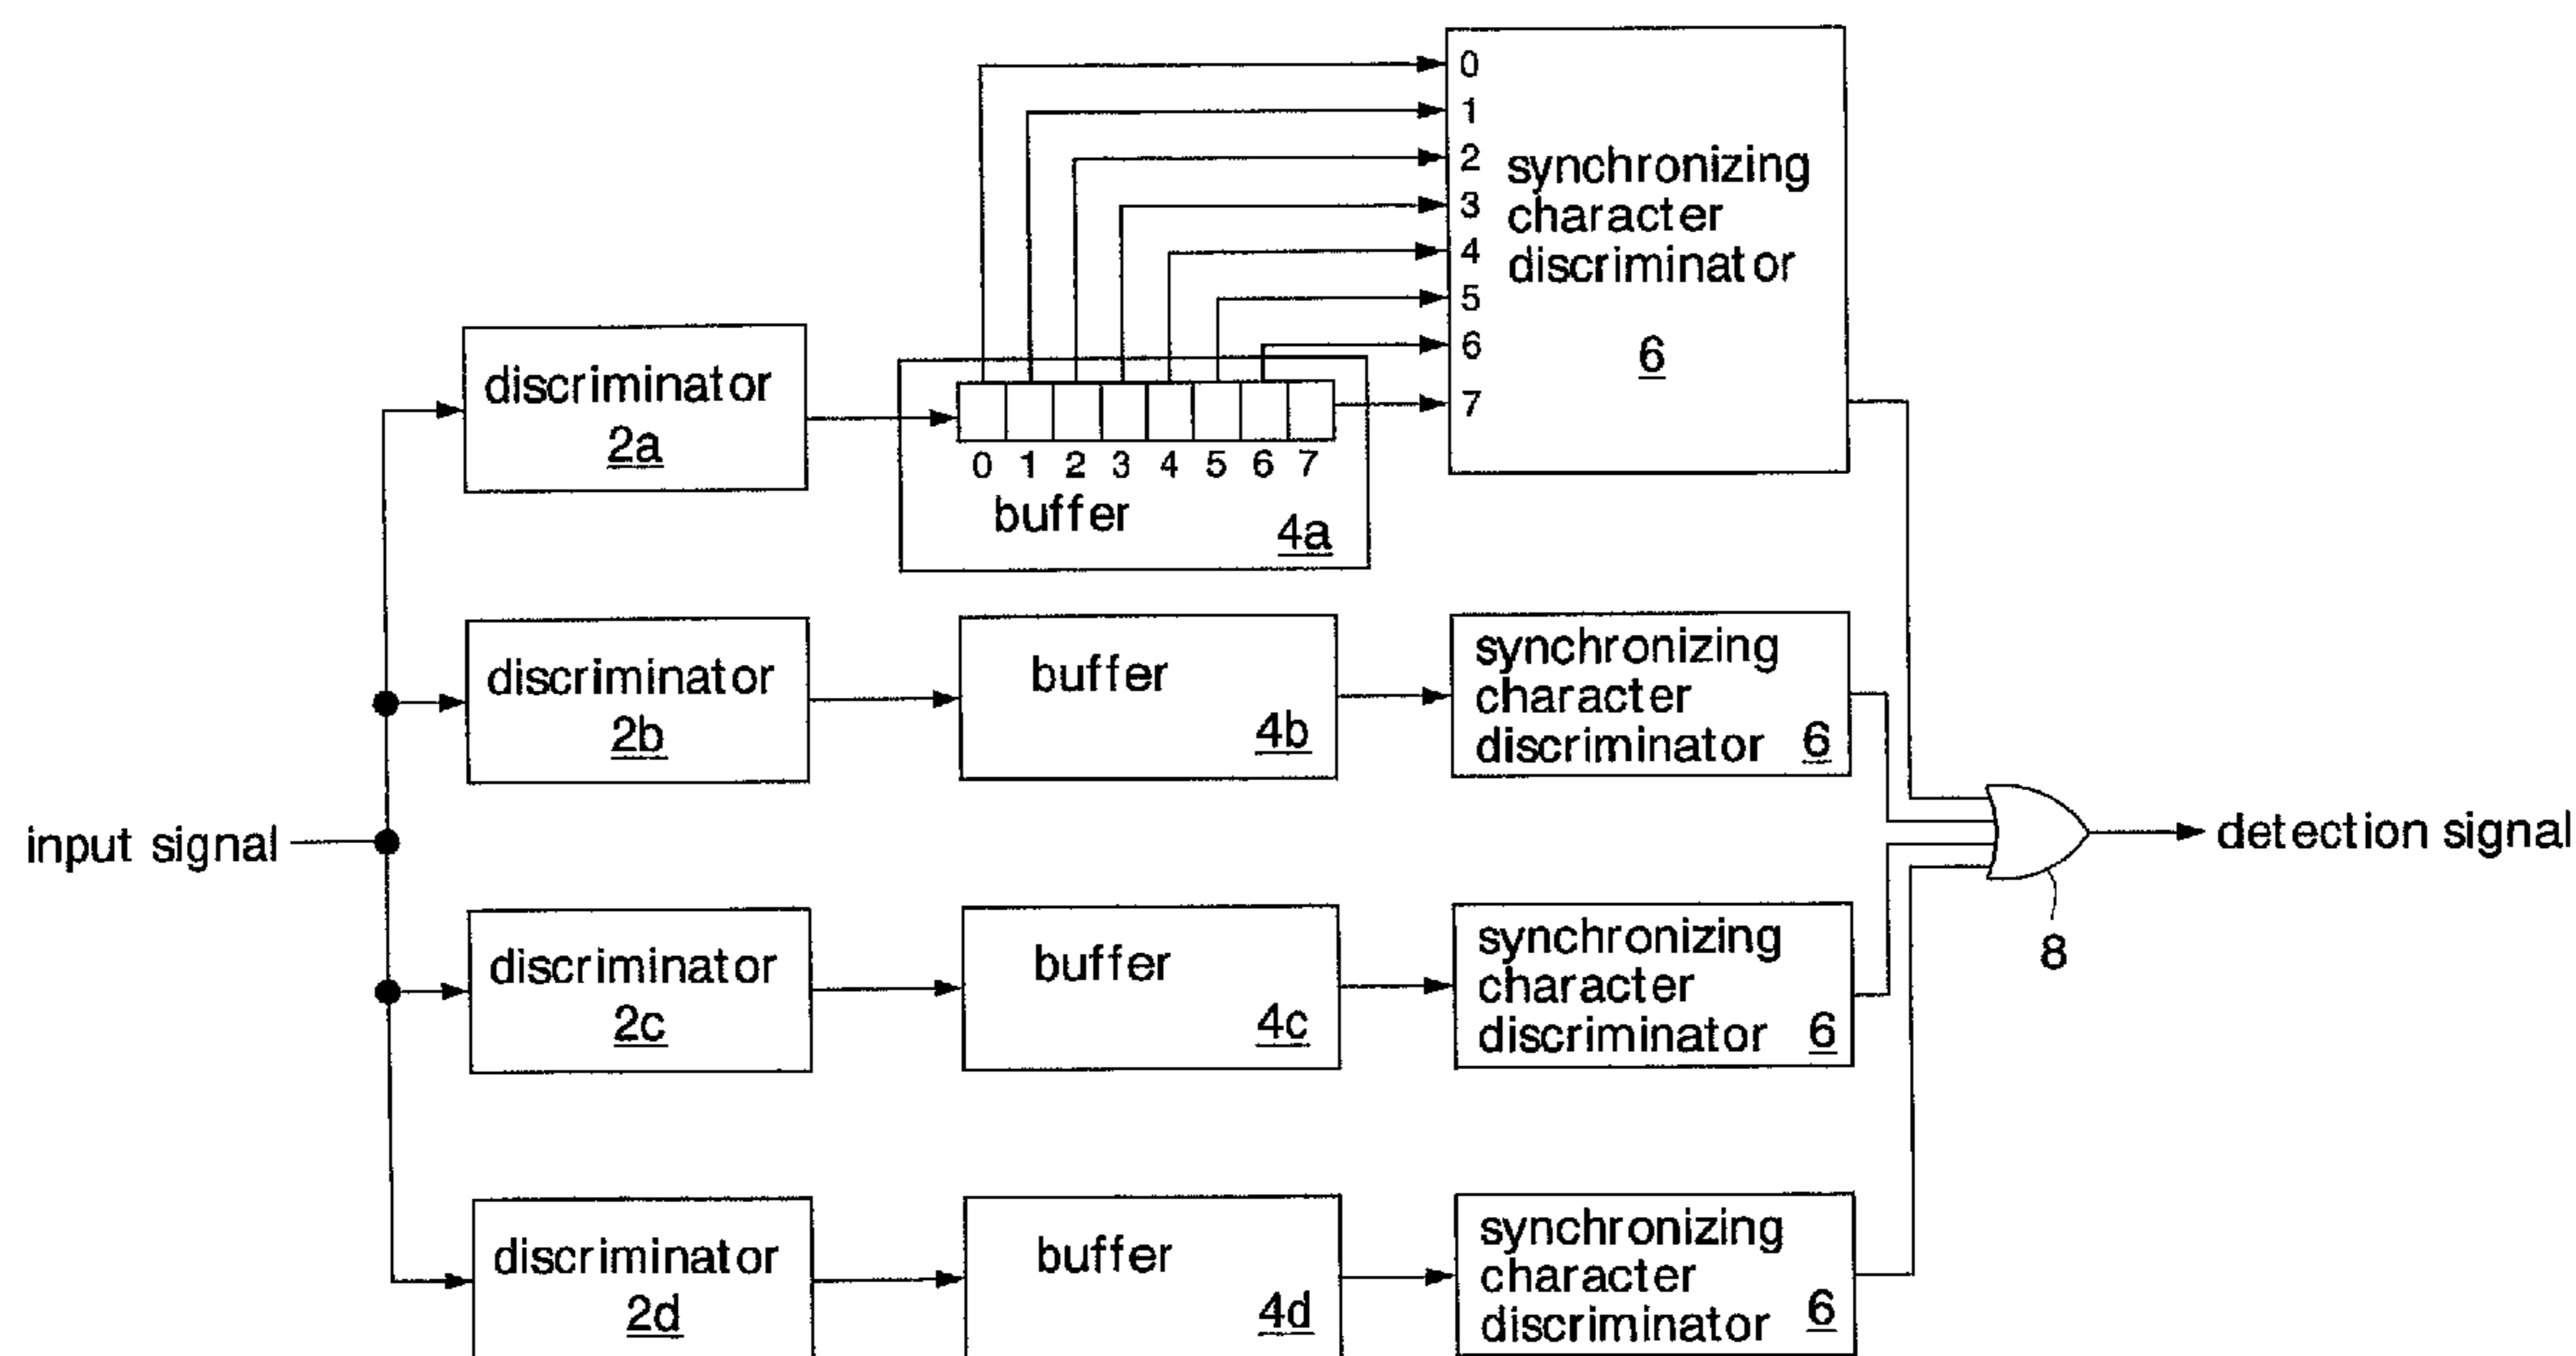 0
1
2
3
4
5
6
7
synchronizing
character
discriminator
6
discriminator
2a
0 1 2 3 4 5 6 7
buffer
4a
discriminator
2b
buffer
4b
synchronizing
character
discriminator 6
input signal
detection signal
8
discriminator
2c
buffer
4c
synchronizing
character
discriminator 6
discriminator
2d
buffer
4d
synchronizing
character
discriminator 6